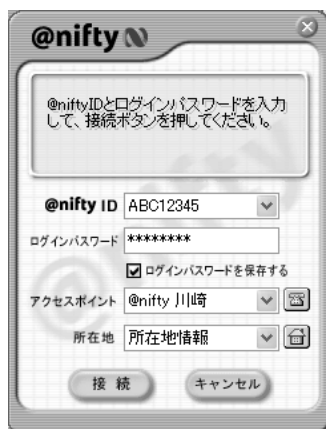 @nifty
@niftyIDとログインパスワードを入力
して、接続ボタンを押してください。
@nifty ID ABC12345
ログインパスワード ********
ログインパスワードを保存する
アクセスポイント @nifty 川崎
所在地 所在地情報
接 続 キャンセル